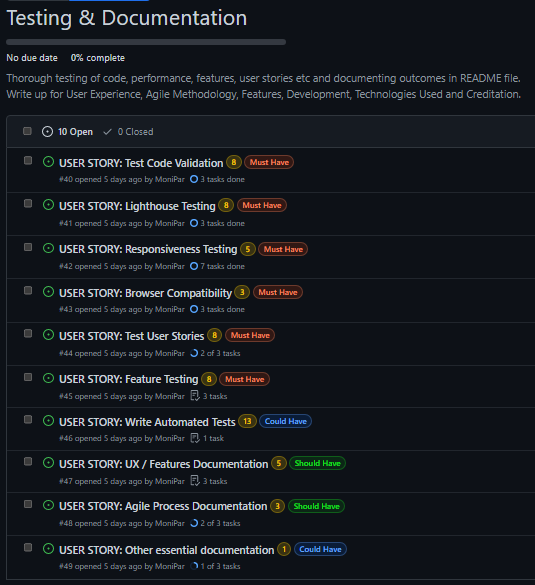 Testing & Documentation
No due date 0% complete
Thorough testing of code, performance, features, user stories etc and documenting outcomes in README file.
Write up for User Experience, Agile Methodology, Features, Development, Technologies Used and Creditation.
10 Open 0 Closed
USER STORY: Test Code Validation 8 Must Have
#40 opened 5 days ago by MoniPar 3 tasks done
USER STORY: Lighthouse Testing 8 Must Have
#41 opened 5 days ago by MoniPar 3 tasks done
USER STORY: Responsiveness Testing 5 Must Have
#42 opened 5 days ago by MoniPar 7 tasks done
USER STORY: Browser Compatibility 3 Must Have
#43 opened 5 days ago by MoniPar 3 tasks done
USER STORY: Test User Stories 8 Must Have
#44 opened 5 days ago by MoniPar 2 of 3 tasks
USER STORY: Feature Testing 8 Must Have
#45 opened 5 days ago by MoniPar 3 tasks
USER STORY: Write Automated Tests 13 Could Have
#46 opened 5 days ago by MoniPar 1 task
USER STORY: UX / Features Documentation 5 Should Have
#47 opened 5 days ago by MoniPar 3 tasks
USER STORY: Agile Process Documentation 3 Should Have
#48 opened 5 days ago by MoniPar 2 of 3 tasks
USER STORY: Other essential documentation 1 Could Have
#49 opened 5 days ago by MoniPar 1 of 3 tasks